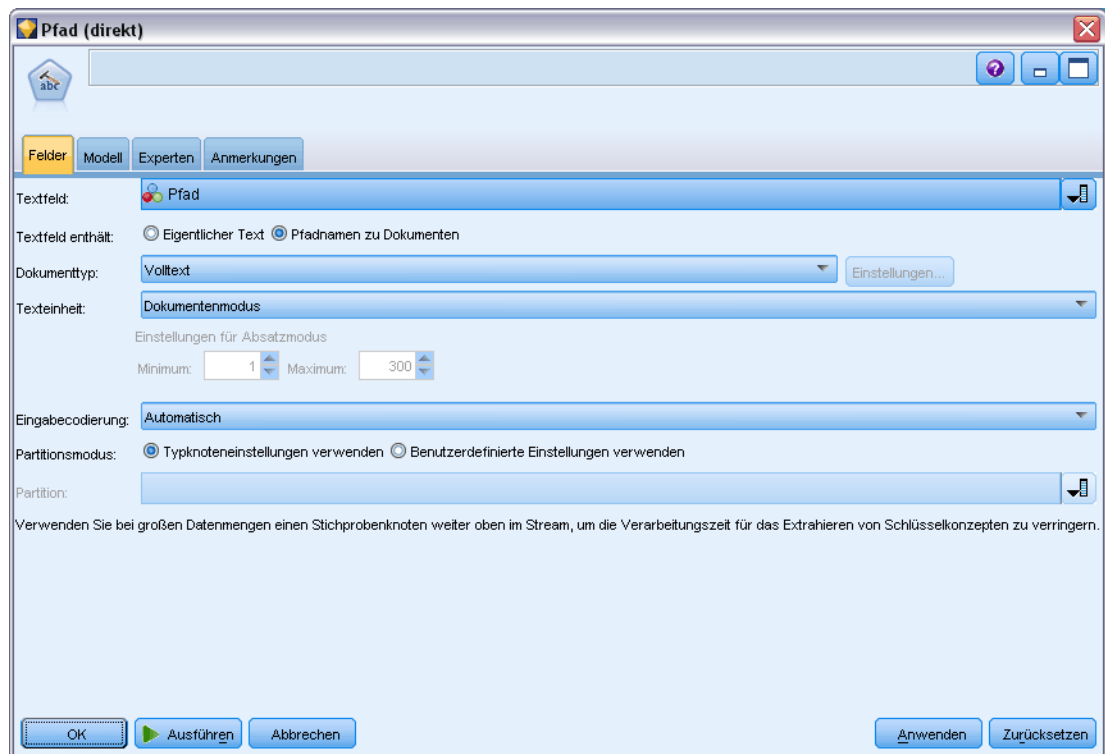 Pfad (direkt)
abc
Felder Modell Experten Anmerkungen
Textfeld: Pfad
Textfeld enthält: Eigentlicher Text Pfadnamen zu Dokumenten
Dokumenttyp: Volltext Einstellungen...
Texteinheit: Dokumentenmodus
Einstellungen für Absatzmodus
Minimum: 1 Maximum: 300
Eingabecodierung: Automatisch
Partitionsmodus: Typknoteneinstellungen verwenden Benutzerdefinierte Einstellungen verwenden
Partition:
Verwenden Sie bei großen Datenmengen einen Stichprobenknoten weiter oben im Stream, um die Verarbeitungszeit für das Extrahieren von Schlüsselkonzepten zu verringern.
OK Ausführen Abbrechen Anwenden Zurücksetzen